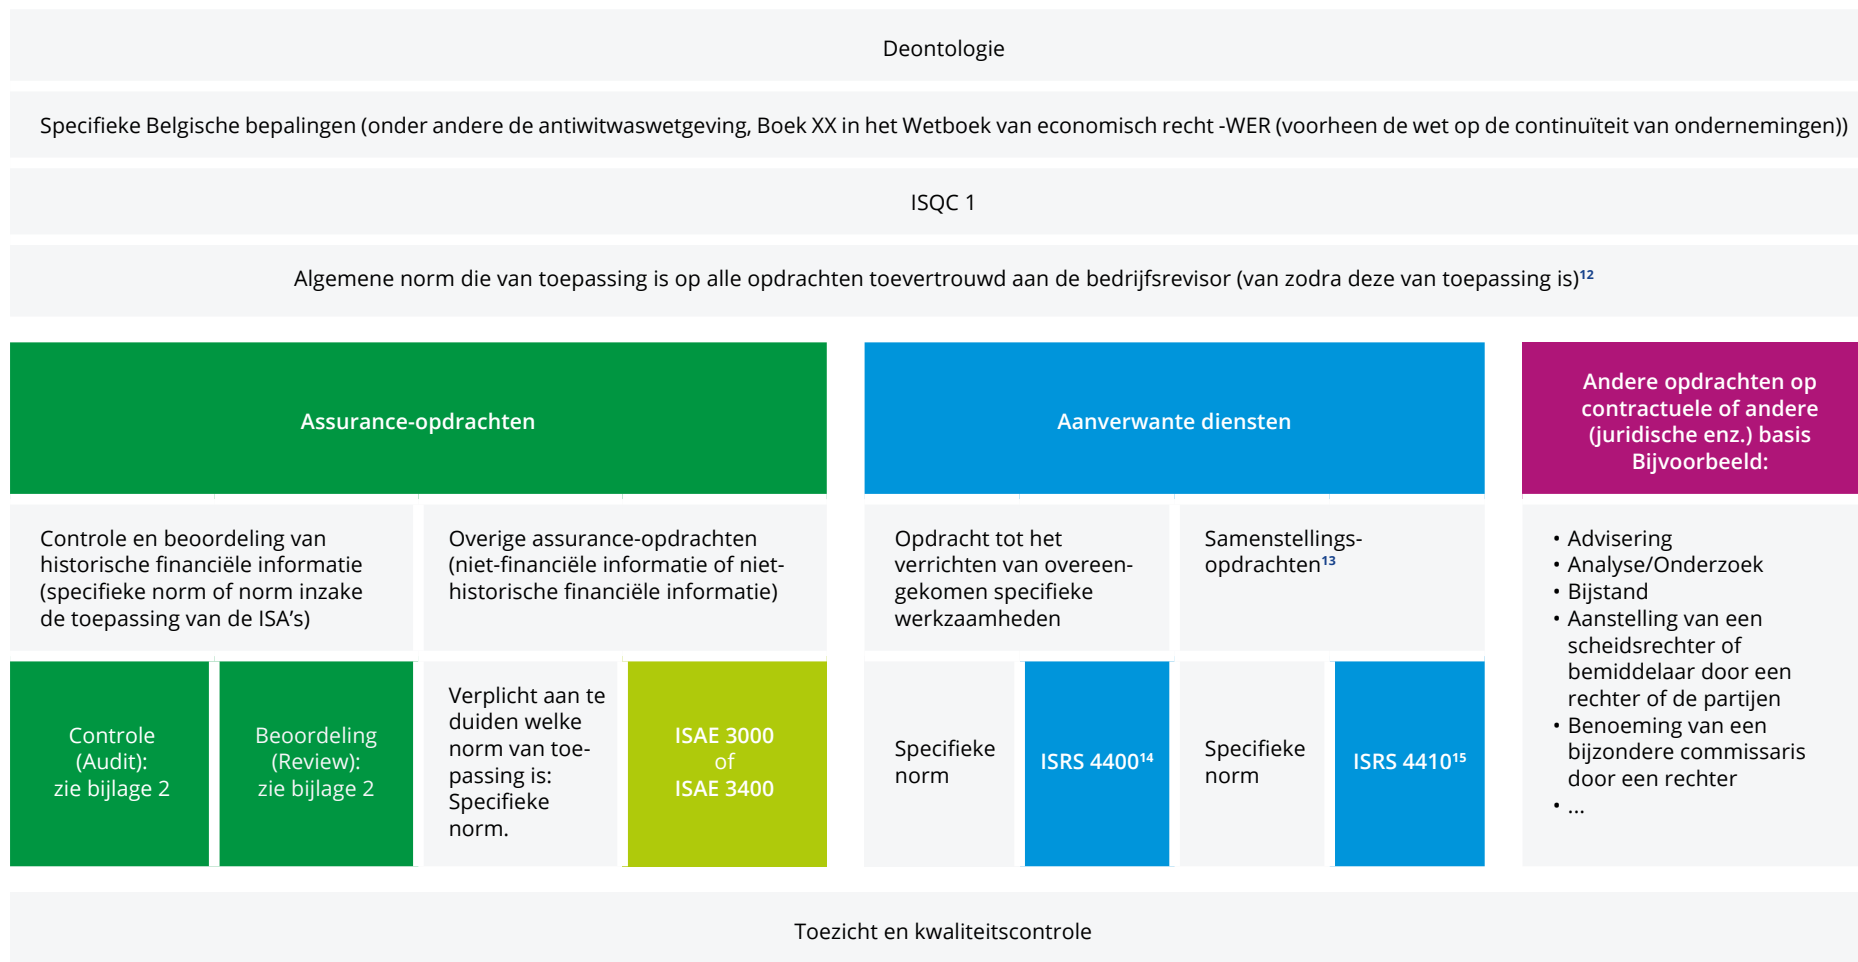 Deontologie
Specifieke Belgische bepalingen (onder andere de antiwitwaswetgeving, Boek XX in het Wetboek van economisch recht -WER (voorheen de wet op de continuïteit van ondernemingen))
ISQC 1
Algemene norm die van toepassing is op alle opdrachten toevertrouwd aan de bedrijfsrevisor (van zodra deze van toepassing is)¹²
Assurance-opdrachten
Controle en beoordeling van
historische financiële informatie
(specifieke norm of norm inzake
de toepassing van de ISA’s)
Overige assurance-opdrachten
(niet-financiële informatie of niet-
historische financiële informatie)
Controle
(Audit):
zie bijlage 2
Beoordeling
(Review):
zie bijlage 2
Verplicht aan te
duiden welke
norm van toe-
passing is:
Specifieke
norm.
ISAE 3000
of
ISAE 3400
Aanverwante diensten
Opdracht tot het
verrichten van overeen-
gekomen specifieke
werkzaamheden
Samenstellings-
opdrachten¹³
Specifieke
norm
ISRS 4400¹⁴
Specifieke
norm
ISRS 4410¹⁵
Andere opdrachten op
contractuele of andere
(juridische enz.) basis
Bijvoorbeeld:
• Advisering
• Analyse/Onderzoek
• Bijstand
• Aanstelling van een
scheidsrechter of
bemiddelaar door een
rechter of de partijen
• Benoeming van een
bijzondere commissaris
door een rechter
• ...
Toezicht en kwaliteitscontrole